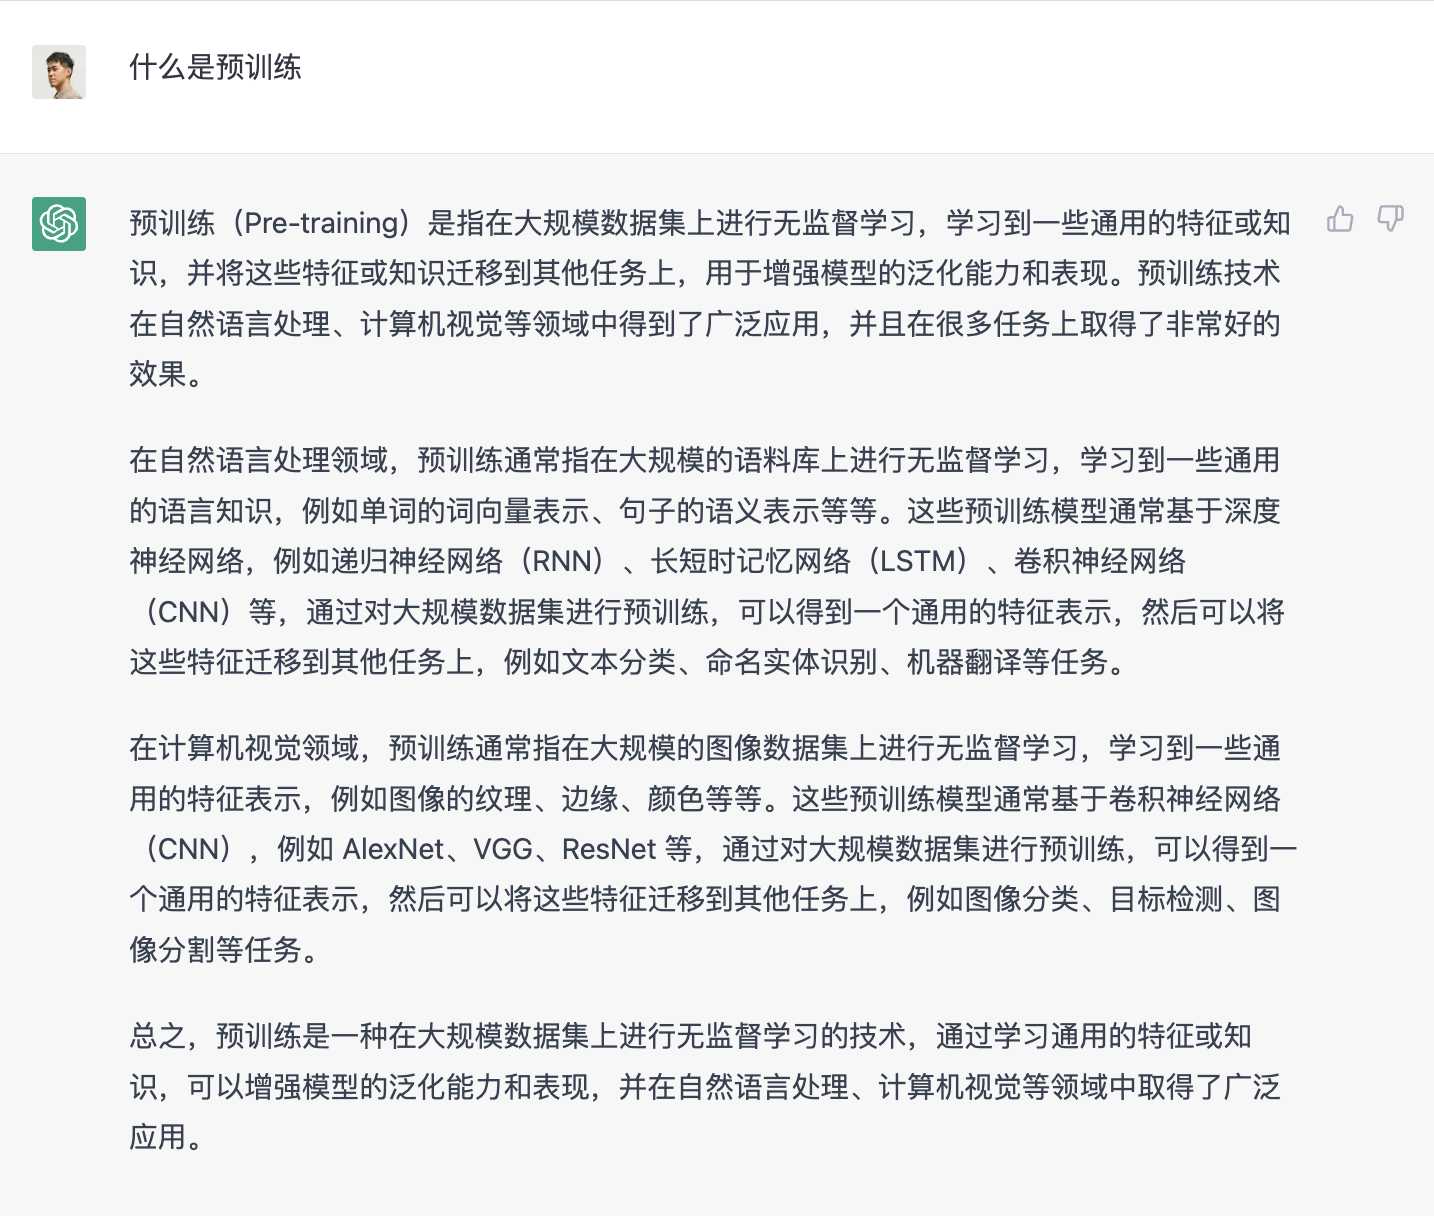 什么是预训练
预训练（Pre-training）是指在大规模数据集上进行无监督学习，学习到一些通用的特征或知
识，并将这些特征或知识迁移到其他任务上，用于增强模型的泛化能力和表现。预训练技术
在自然语言处理、计算机视觉等领域中得到了广泛应用，并且在很多任务上取得了非常好的
效果。
在自然语言处理领域，预训练通常指在大规模的语料库上进行无监督学习，学习到一些通用
的语言知识，例如单词的词向量表示、句子的语义表示等等。这些预训练模型通常基于深度
神经网络，例如递归神经网络（RNN）、长短时记忆网络（LSTM）、卷积神经网络
（CNN）等，通过对大规模数据集进行预训练，可以得到一个通用的特征表示，然后可以将
这些特征迁移到其他任务上，例如文本分类、命名实体识别、机器翻译等任务。
在计算机视觉领域，预训练通常指在大规模的图像数据集上进行无监督学习，学习到一些通
用的特征表示，例如图像的纹理、边缘、颜色等等。这些预训练模型通常基于卷积神经网络
（CNN），例如 AlexNet、VGG、ResNet 等，通过对大规模数据集进行预训练，可以得到一
个通用的特征表示，然后可以将这些特征迁移到其他任务上，例如图像分类、目标检测、图
像分割等任务。
总之，预训练是一种在大规模数据集上进行无监督学习的技术，通过学习通用的特征或知
识，可以增强模型的泛化能力和表现，并在自然语言处理、计算机视觉等领域中取得了广泛
应用。